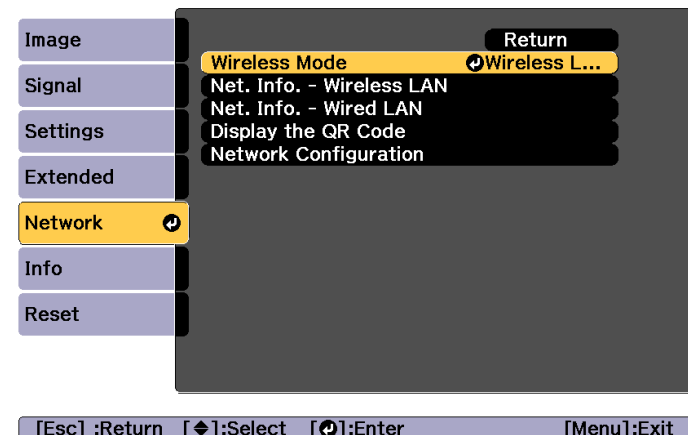 Image
Signal
Settings
Extended
Network
Info
Reset
Return
Wireless Mode Wireless L...
Net. Info. - Wireless LAN
Net. Info. - Wired LAN
Display the QR Code
Network Configuration
[Esc] :Return [◆]:Select [⏎]:Enter [Menu]:Exit